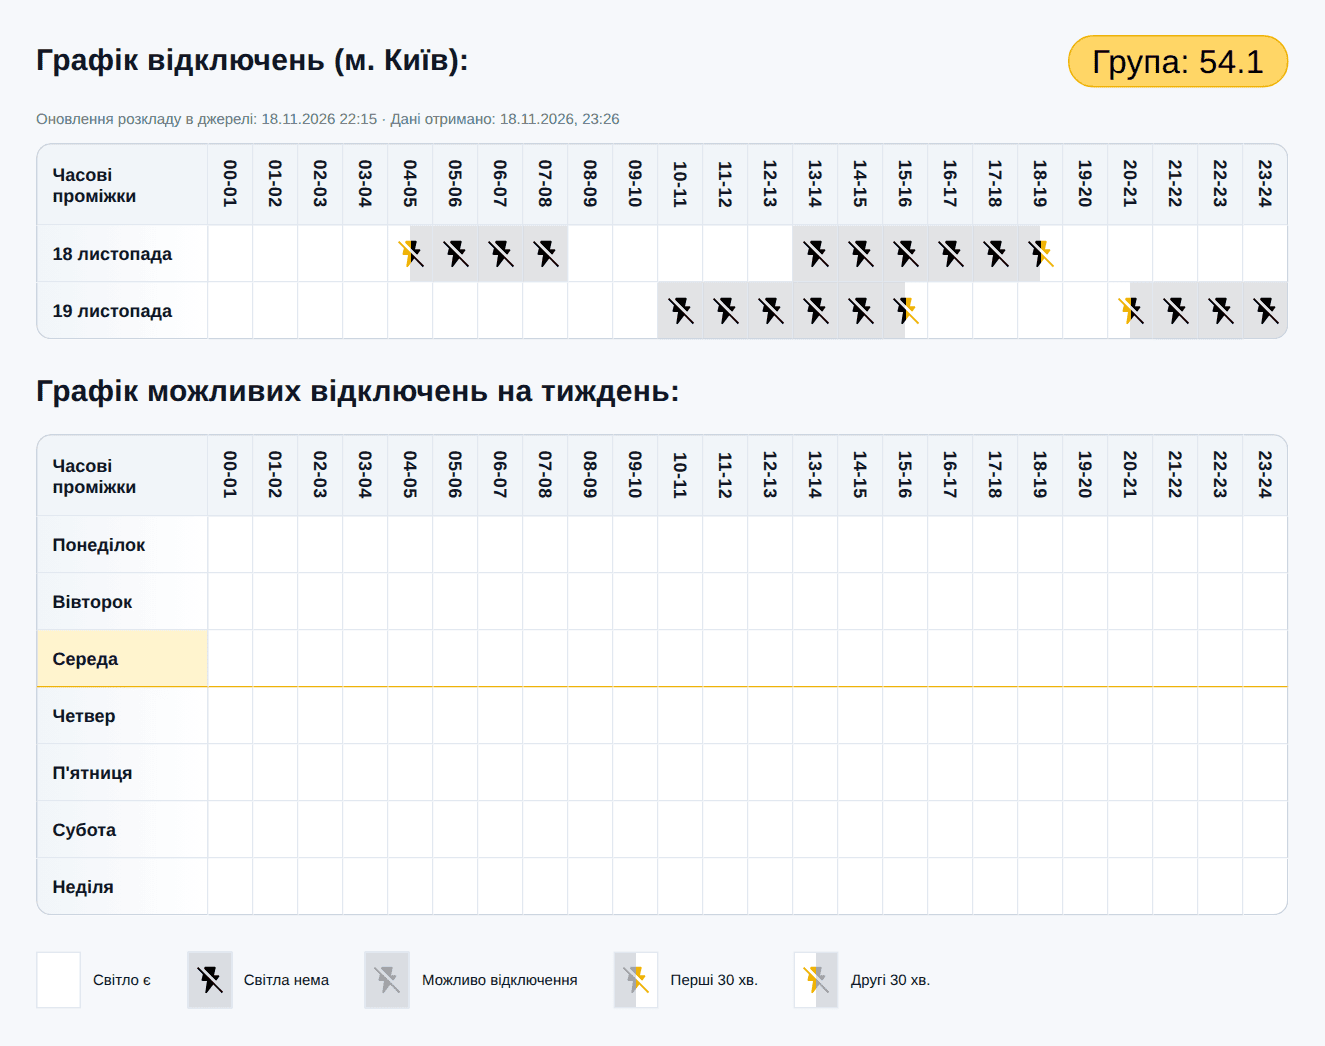 Графік відключень (м. Київ):
Група: 54.1
Оновлення розкладу в джерелі: 18.11.2026 22:15 · Дані отримано: 18.11.2026, 23:26
Часові проміжки 00-01 01-02 02-03 03-04 04-05 05-06 06-07 07-08 08-09 09-10 10-11 11-12 12-13 13-14 14-15 15-16 16-17 17-18 18-19 19-20 20-21 21-22 22-23 23-24
18 листопада
19 листопада
Графік можливих відключень на тиждень:
Часові проміжки 00-01 01-02 02-03 03-04 04-05 05-06 06-07 07-08 08-09 09-10 10-11 11-12 12-13 13-14 14-15 15-16 16-17 17-18 18-19 19-20 20-21 21-22 22-23 23-24
Понеділок
Вівторок
Середа
Четвер
П'ятниця
Субота
Неділя
Світло є Світла нема Можливо відключення Перші 30 хв. Другі 30 хв.